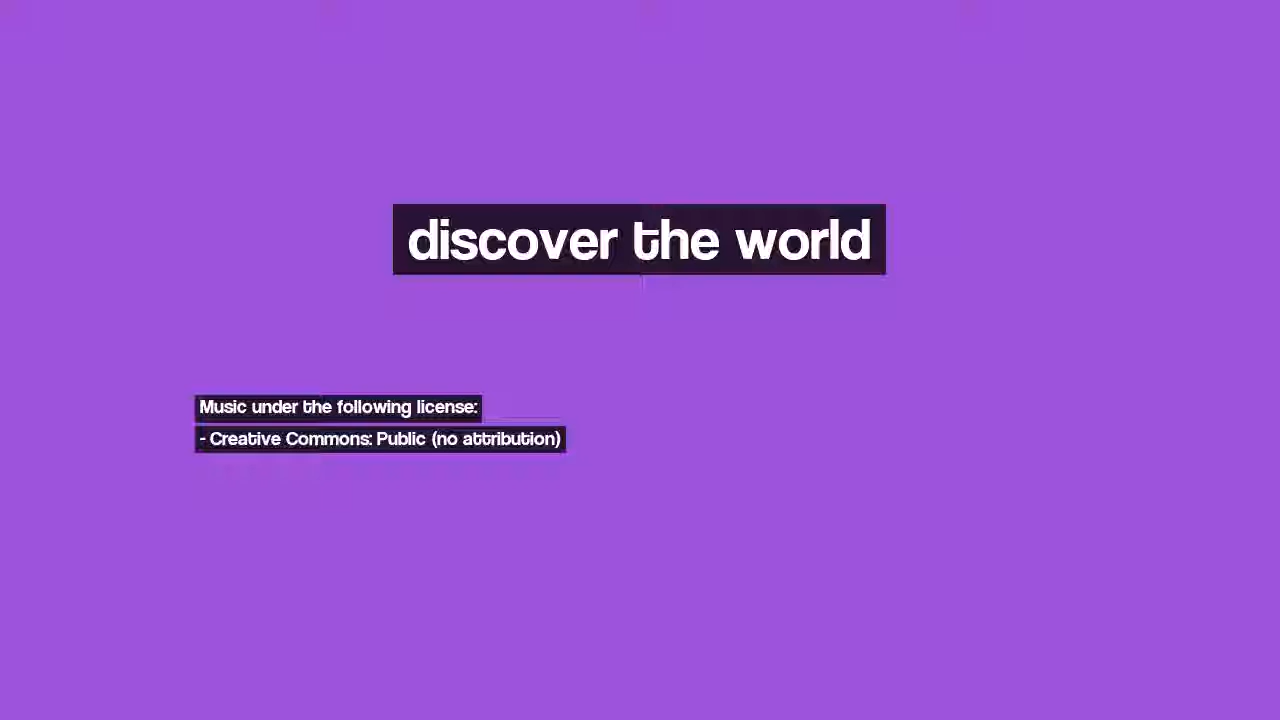 discover the world
Music under the following license:
- Creative Commons: Public (no attribution)